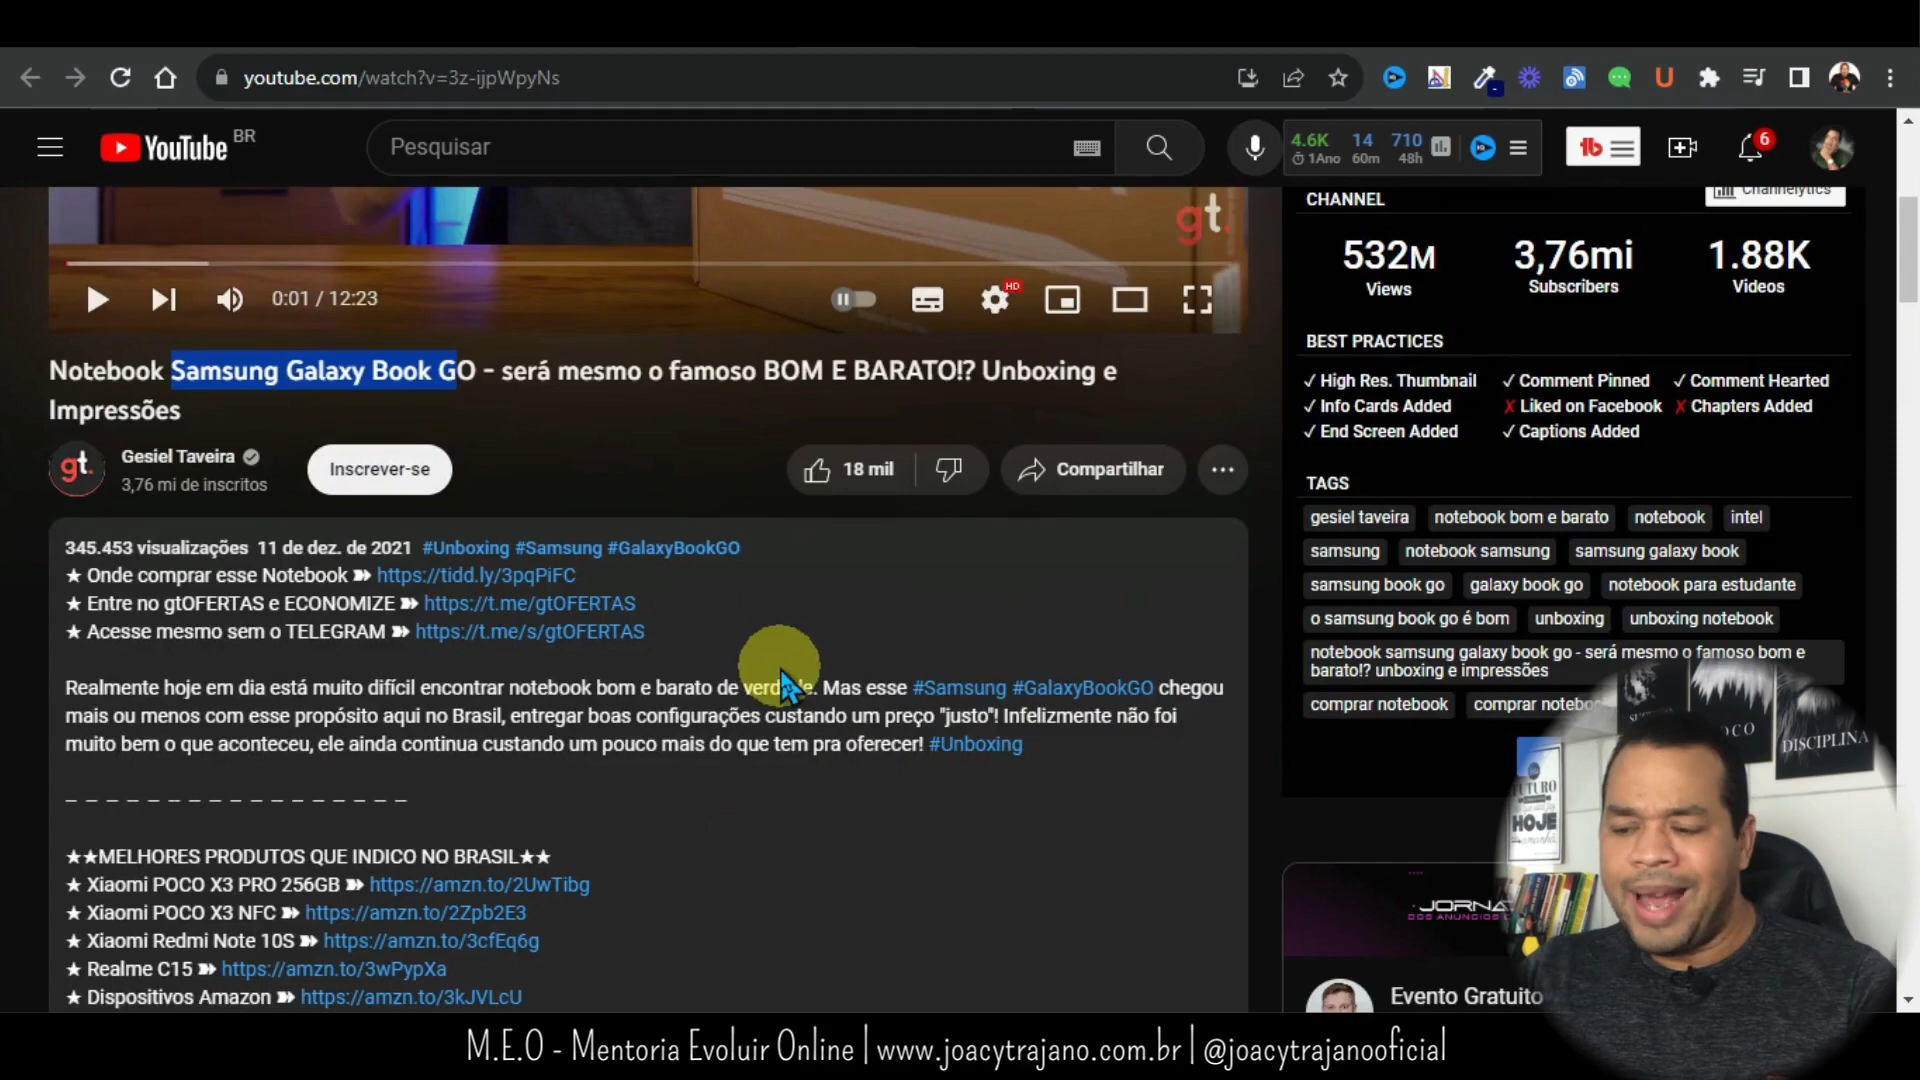 youtube.com/watch?v=3z-ijpWpyNs
YouTube BR
Pesquisar
4.6K 14 710
1Ano 60m 48h
tb
6
gt.
0:01 / 12:23
HD
Notebook Samsung Galaxy Book GO - será mesmo o famoso BOM E BARATO!? Unboxing e
Impressões
gt.
Gesiel Taveira
3,76 mi de inscritos
Inscrever-se
18 mil
Compartilhar
345.453 visualizações 11 de dez. de 2021 #Unboxing #Samsung #GalaxyBookGO
★ Onde comprar esse Notebook ➽ https://tidd.ly/3pqPiFC
★ Entre no gtOFERTAS e ECONOMIZE ➽ https://t.me/gtOFERTAS
★ Acesse mesmo sem o TELEGRAM ➽ https://t.me/s/gtOFERTAS
Realmente hoje em dia está muito difícil encontrar notebook bom e barato de verdade. Mas esse #Samsung #GalaxyBookGO chegou
mais ou menos com esse propósito aqui no Brasil, entregar boas configurações custando um preço "justo"! Infelizmente não foi
muito bem o que aconteceu, ele ainda continua custando um pouco mais do que tem pra oferecer! #Unboxing
– – – – – – – – – – – – – – – – –
★★MELHORES PRODUTOS QUE INDICO NO BRASIL★★
★ Xiaomi POCO X3 PRO 256GB ➽ https://amzn.to/2UwTibg
★ Xiaomi POCO X3 NFC ➽ https://amzn.to/2Zpb2E3
★ Xiaomi Redmi Note 10S ➽ https://amzn.to/3cfEq6g
★ Realme C15 ➽ https://amzn.to/3wPypXa
★ Dispositivos Amazon ➽ https://amzn.to/3kJVLcU
CHANNEL
Channelytics
532M 3,76mi 1.88K
Views Subscribers Videos
BEST PRACTICES
✓ High Res. Thumbnail ✓ Comment Pinned ✓ Comment Hearted
✓ Info Cards Added ✗ Liked on Facebook ✗ Chapters Added
✓ End Screen Added ✓ Captions Added
TAGS
gesiel taveira notebook bom e barato notebook intel
samsung notebook samsung samsung galaxy book
samsung book go galaxy book go notebook para estudante
o samsung book go é bom unboxing unboxing notebook
notebook samsung galaxy book go - será mesmo o famoso bom e
barato!? unboxing e impressões
comprar notebook comprar notebo
DISCIPLINA
FUTURO
HOJE
JORNA
Evento Gratuito
M.E.O - Mentoria Evoluir Online | www.joacytrajano.com.br | @joacytrajanooficial